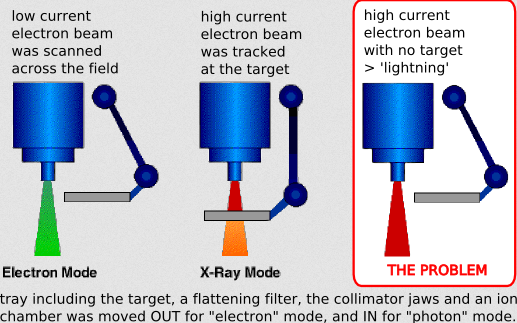 low current
electron beam
was scanned
across the field
high current
electron beam
was tracked
at the target
high current
electron beam
with no target
> 'lightning'
Electron Mode
X-Ray Mode
THE PROBLEM
tray including the target, a flattening filter, the collimator jaws and an ion
chamber was moved OUT for "electron" mode, and IN for "photon" mode.